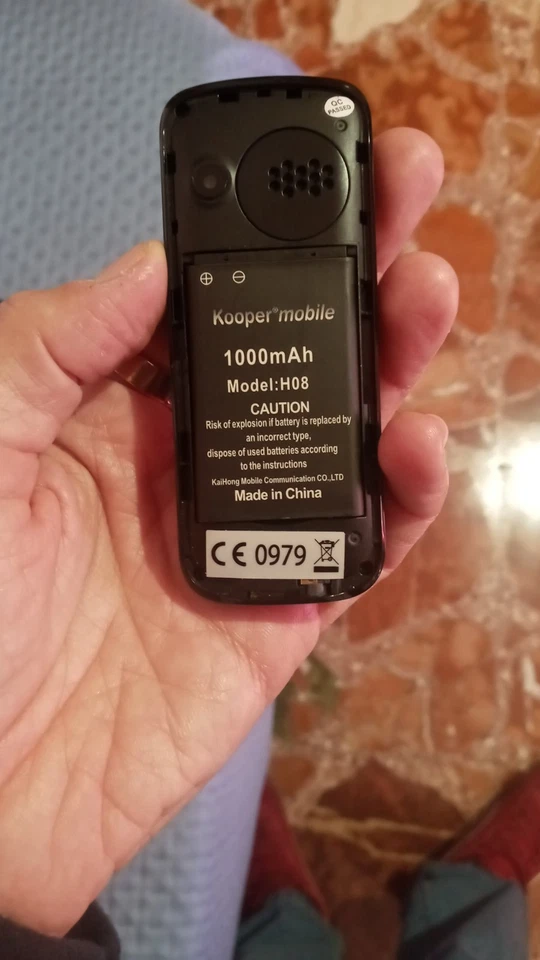 QC
PASSED
⊕ ⊖
Kooper®mobile
1000mAh
Model:H08
CAUTION
Risk of explosion if battery is replaced by
an incorrect type,
dispose of used batteries according
to the instructions
KaiHong Mobile Communication CO.,LTD
Made in China
CE 0979